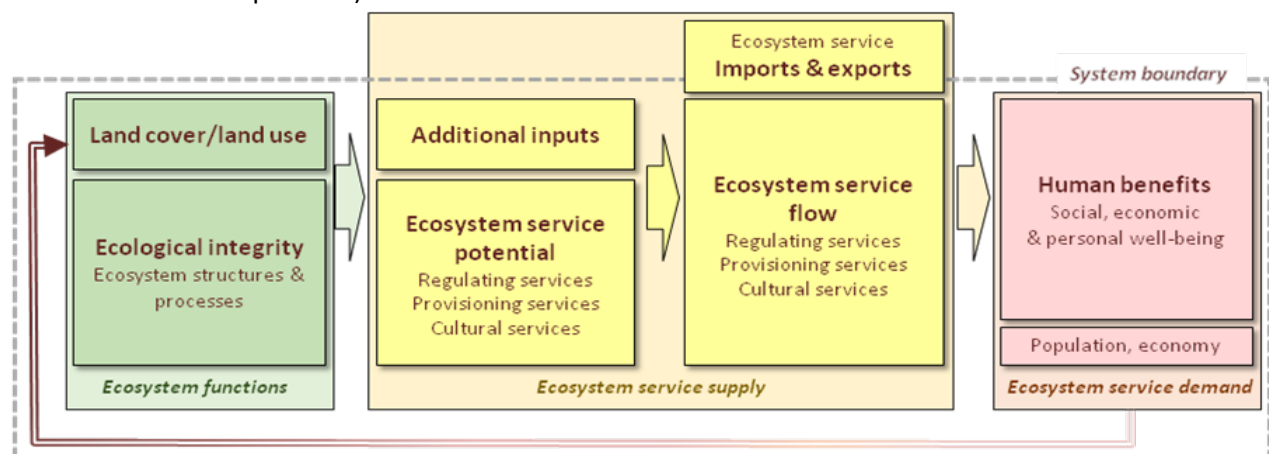 Ecosystem service
Imports & exports
System boundary
Land cover/land use
Ecological integrity
Ecosystem structures &
processes
Ecosystem functions
Additional inputs
Ecosystem service
potential
Regulating services
Provisioning services
Cultural services
Ecosystem service
flow
Regulating services
Provisioning services
Cultural services
Ecosystem service supply
Human benefits
Social, economic
& personal well-being
Population, economy
Ecosystem service demand